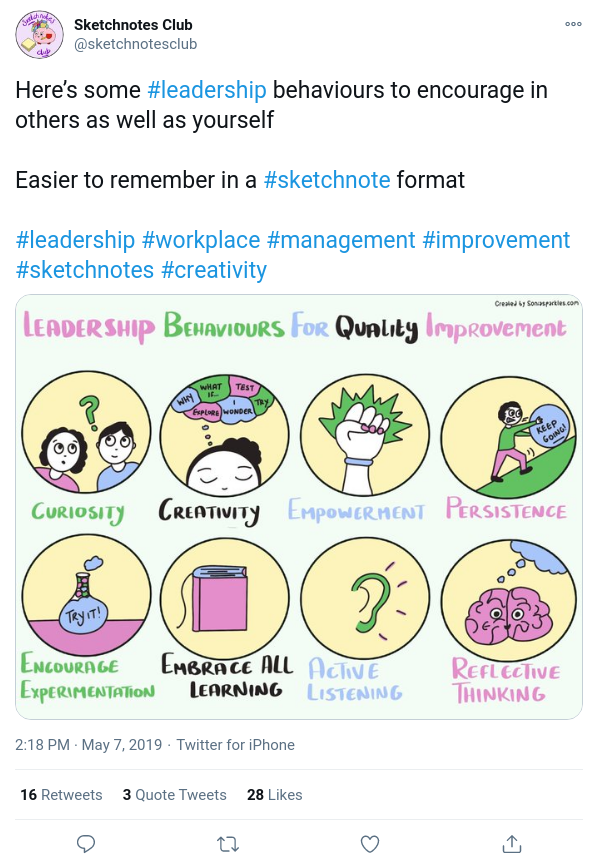 Sketchnotes Club
@sketchnotesclub
Here's some #leadership behaviours to encourage in
others as well as yourself
Easier to remember in a #sketchnote format
#leadership #workplace #management #improvement
#sketchnotes #creativity
Created by Soniasparkles.com
LEADERSHIP BEHAVIOURS FOR QUALITY IMPROVEMENT
?
WHY
WHAT IF...
TEST
EXPLORE
I WONDER
TRY
KEEP
GOING!
CURIOSITY CREATIVITY EMPOWERMENT PERSISTENCE
TRY IT!
ENCOURAGE
EXPERIMENTATION
EMBRACE ALL
LEARNING
ACTIVE
LISTENING
REFLECTIVE
THINKING
2:18 PM · May 7, 2019 · Twitter for iPhone
16 Retweets 3 Quote Tweets 28 Likes